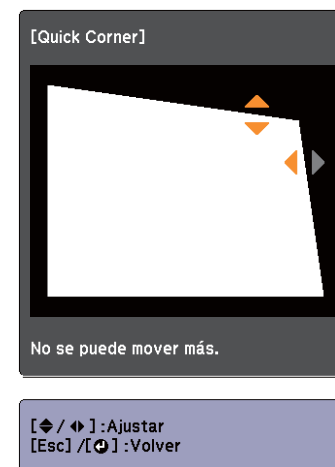 [Quick Corner]
No se puede mover más.
[◆/◆] :Ajustar
[Esc] /[↵] :Volver